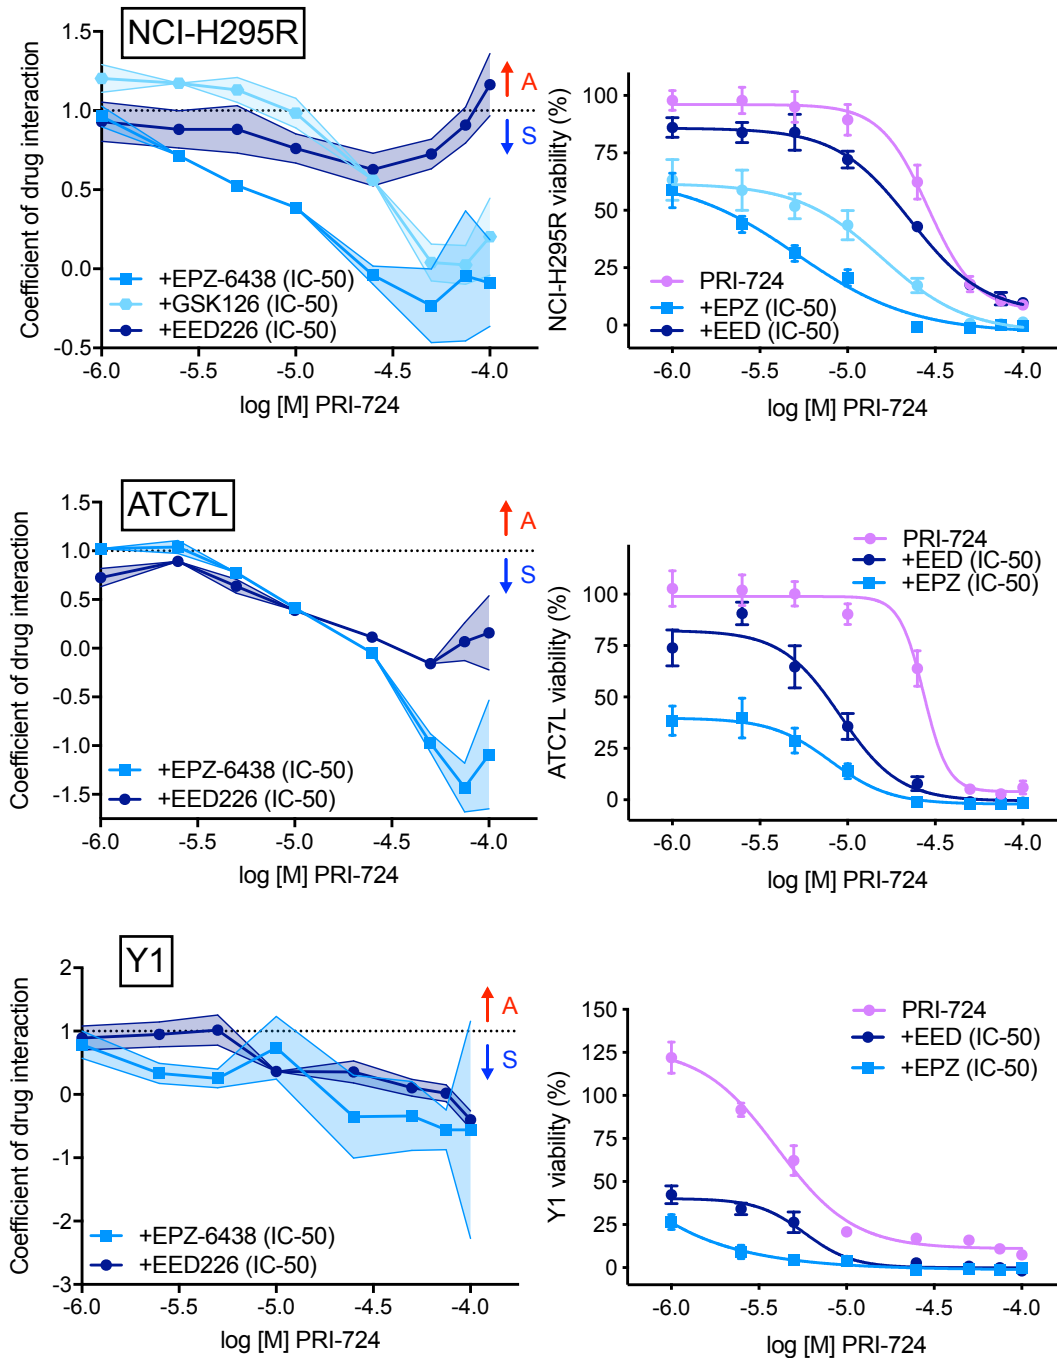 NCI-H295R
Coefficient of drug interaction
1.5
1.0
0.5
0.0
-0.5
A
S
+EPZ-6438 (IC-50)
+GSK126 (IC-50)
+EED226 (IC-50)
-6.0 -5.5 -5.0 -4.5 -4.0
log [M] PRI-724
NCI-H295R viability (%)
100
75
50
25
0
PRI-724
+EPZ (IC-50)
+EED (IC-50)
-6.0 -5.5 -5.0 -4.5 -4.0
log [M] PRI-724
ATC7L
Coefficient of drug interaction
1.5
1.0
0.5
0.0
-0.5
-1.0
-1.5
A
S
+EPZ-6438 (IC-50)
+EED226 (IC-50)
-6.0 -5.5 -5.0 -4.5 -4.0
log [M] PRI-724
ATC7L viability (%)
100
75
50
25
0
PRI-724
+EED (IC-50)
+EPZ (IC-50)
-6.0 -5.5 -5.0 -4.5 -4.0
log [M] PRI-724
Y1
Coefficient of drug interaction
2
1
0
-1
-2
-3
A
S
+EPZ-6438 (IC-50)
+EED226 (IC-50)
-6.0 -5.5 -5.0 -4.5 -4.0
log [M] PRI-724
Y1 viability (%)
150
125
100
75
50
25
0
PRI-724
+EED (IC-50)
+EPZ (IC-50)
-6.0 -5.5 -5.0 -4.5 -4.0
log [M] PRI-724